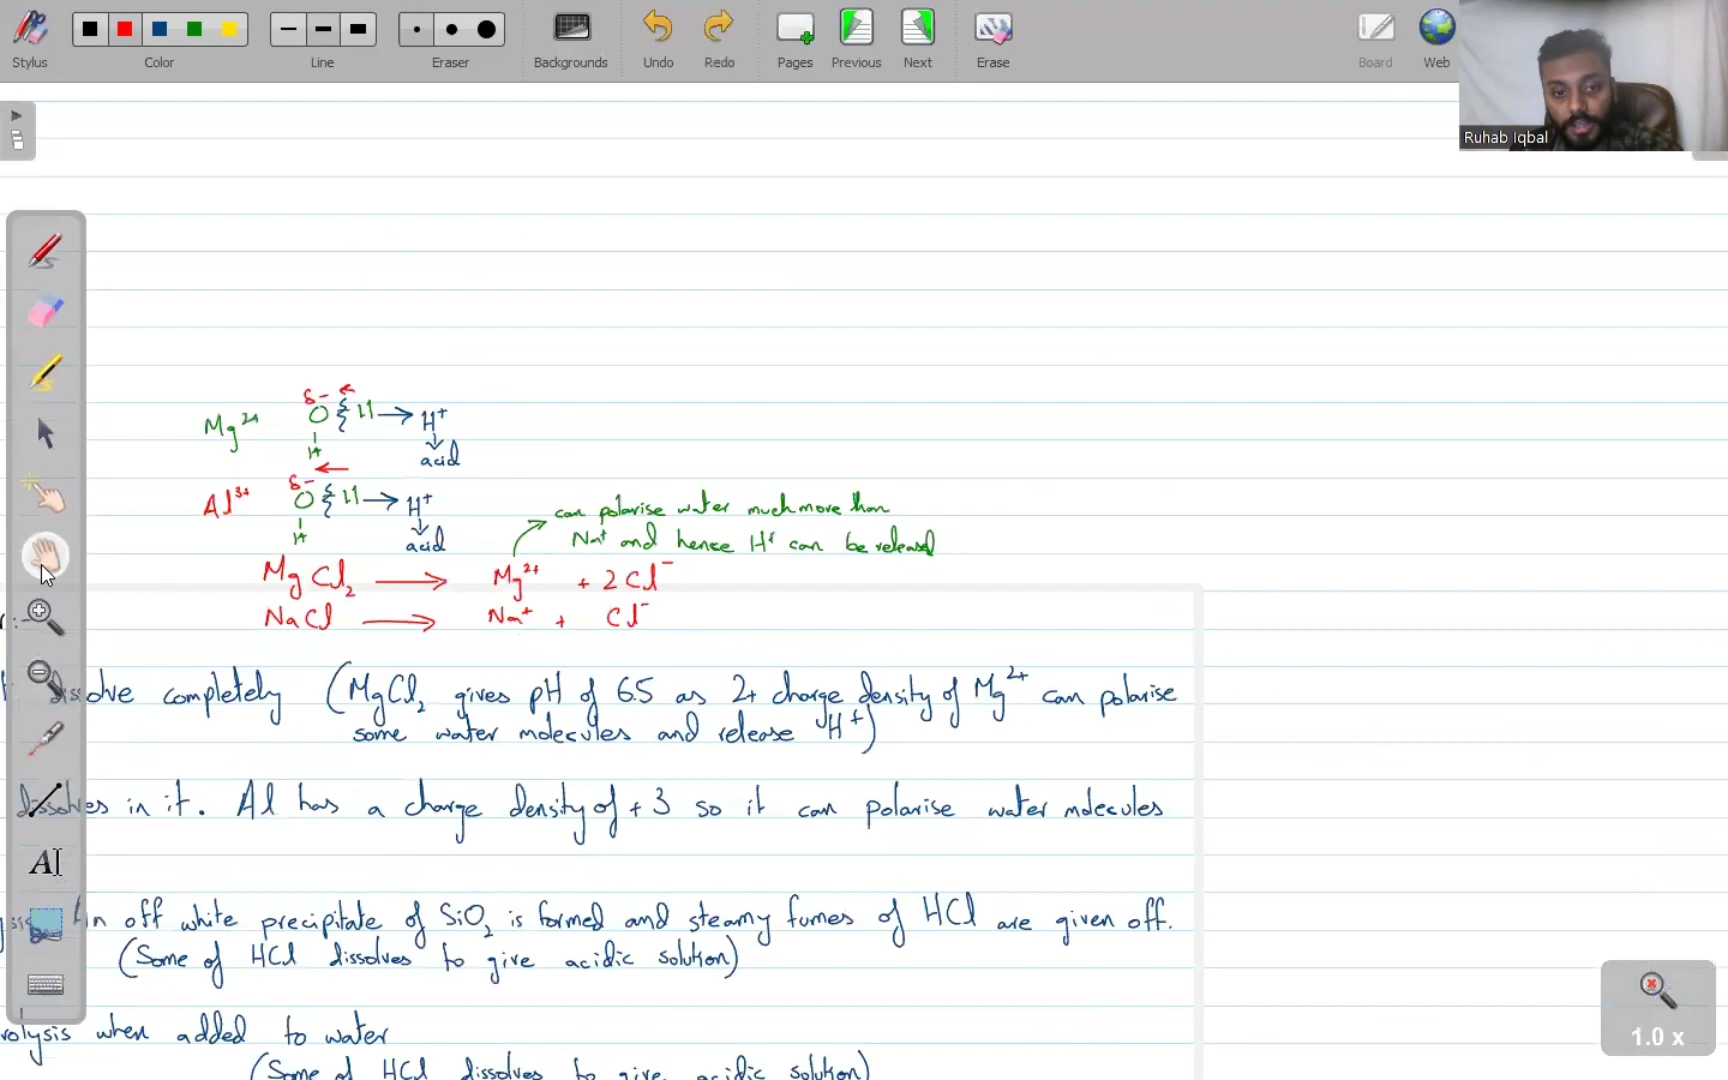 Stylus
Color
Line
Eraser
Backgrounds
Undo
Redo
Pages
Previous
Next
Erase
Board
Web
Ruhab Iqbal
Mg²⁺ δ- O H → H⁺
H
acid
Al³⁺ δ- O H → H⁺
H
acid
can polarise water much more than
Na⁺ and hence H⁺ can be released
MgCl₂ → Mg²⁺ + 2Cl⁻
NaCl → Na⁺ + Cl⁻
r:-
dissolve completely (MgCl₂ gives pH of 6.5 as 2+ charge density of Mg²⁺ can polarise
some water molecules and release H⁺)
dissolves in it. Al has a charge density of +3 so it can polarise water molecules
in off white precipitate of SiO₂ is formed and steamy fumes of HCl are given off.
(Some of HCl dissolves to give acidic solution)
rolysis when added to water
(Some of HCl dissolves to give acidic solution)
AI
1.0 x